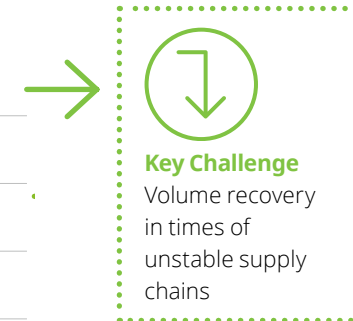 Key Challenge
Volume recovery
in times of
unstable supply
chains